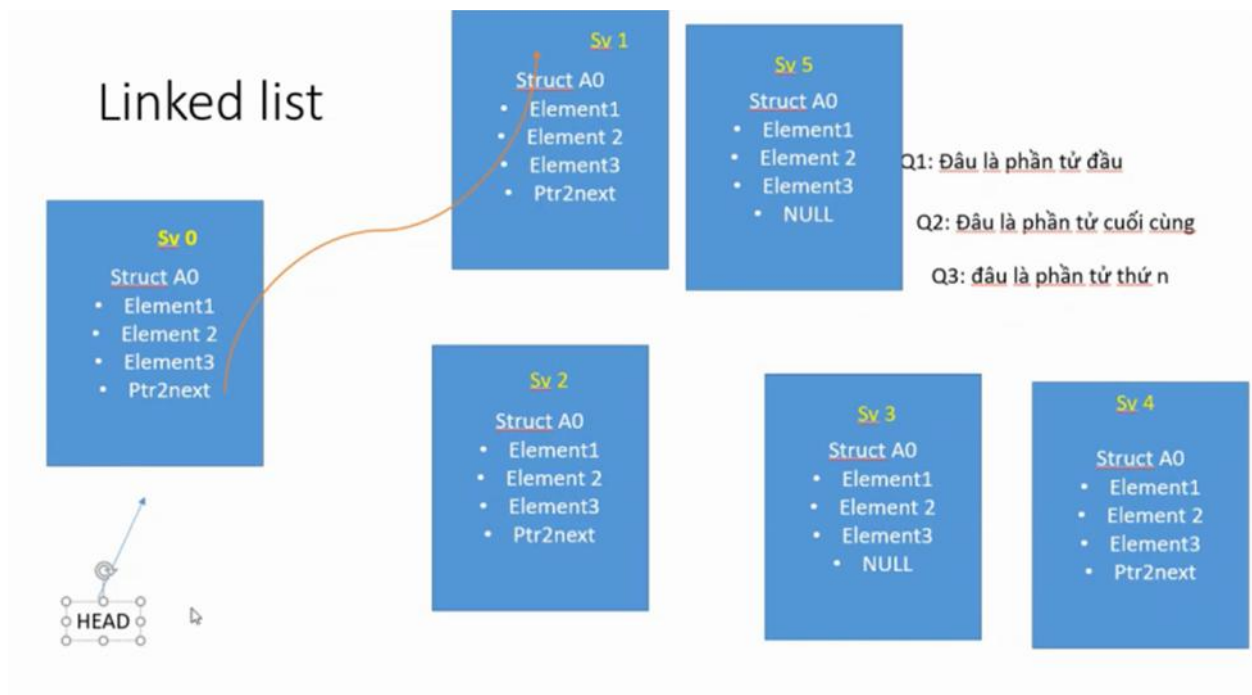 Linked list
Sv 0
Struct A0
• Element1
• Element 2
• Element3
• Ptr2next
HEAD
Sv 1
Struct A0
• Element1
• Element 2
• Element3
• Ptr2next
Sv 5
Struct A0
• Element1
• Element 2
• Element3
• NULL
Q1: Đâu là phần tử đầu
Q2: Đâu là phần tử cuối cùng
Q3: đâu là phần tử thứ n
Sv 2
Struct A0
• Element1
• Element 2
• Element3
• Ptr2next
Sv 3
Struct A0
• Element1
• Element 2
• Element3
• NULL
Sv 4
Struct A0
• Element1
• Element 2
• Element3
• Ptr2next